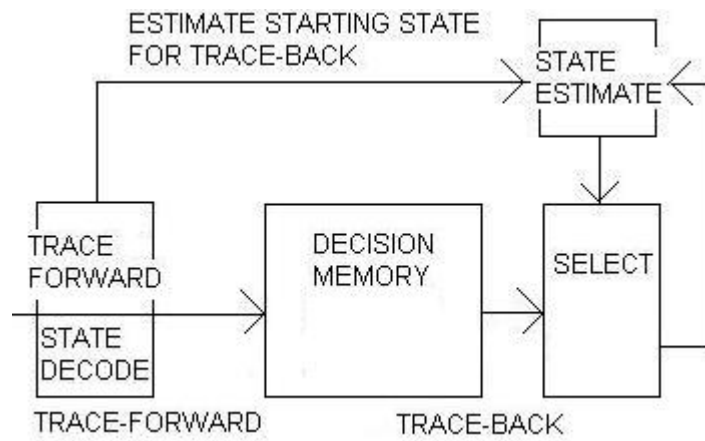 ESTIMATE STARTING STATE
FOR TRACE-BACK
STATE
ESTIMATE
TRACE
FORWARD
STATE
DECODE
DECISION
MEMORY
SELECT
TRACE-FORWARD
TRACE-BACK